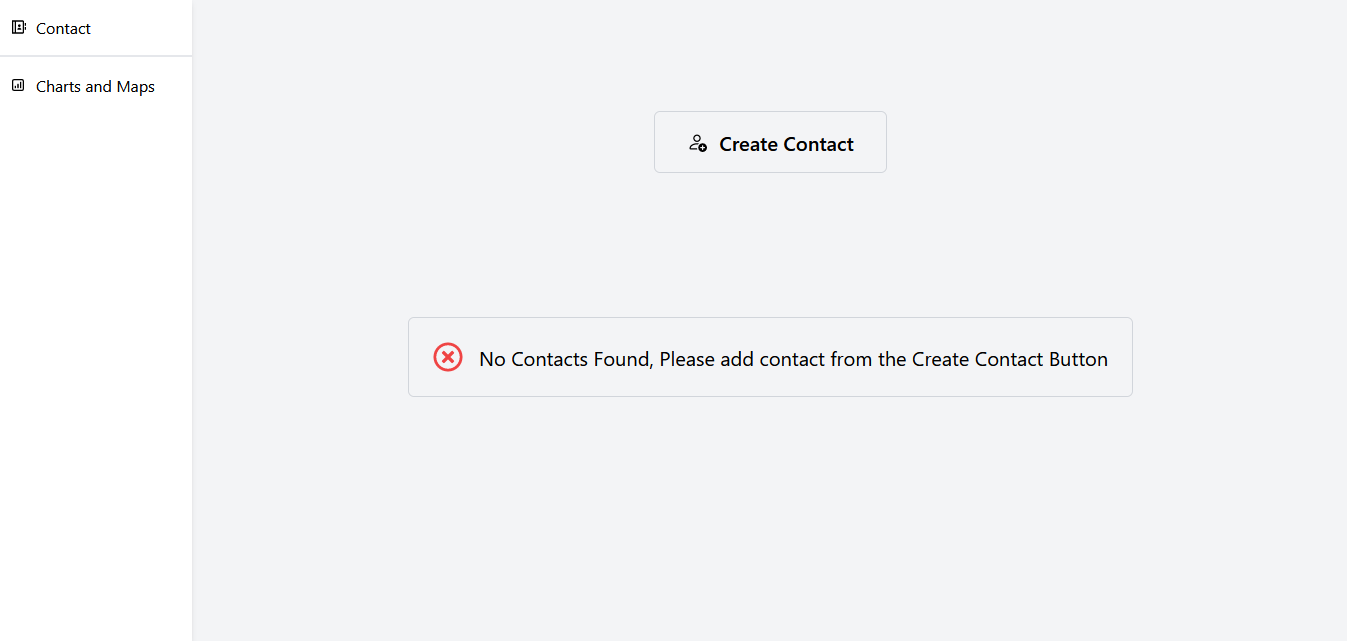 Contact
Charts and Maps
Create Contact
No Contacts Found, Please add contact from the Create Contact Button